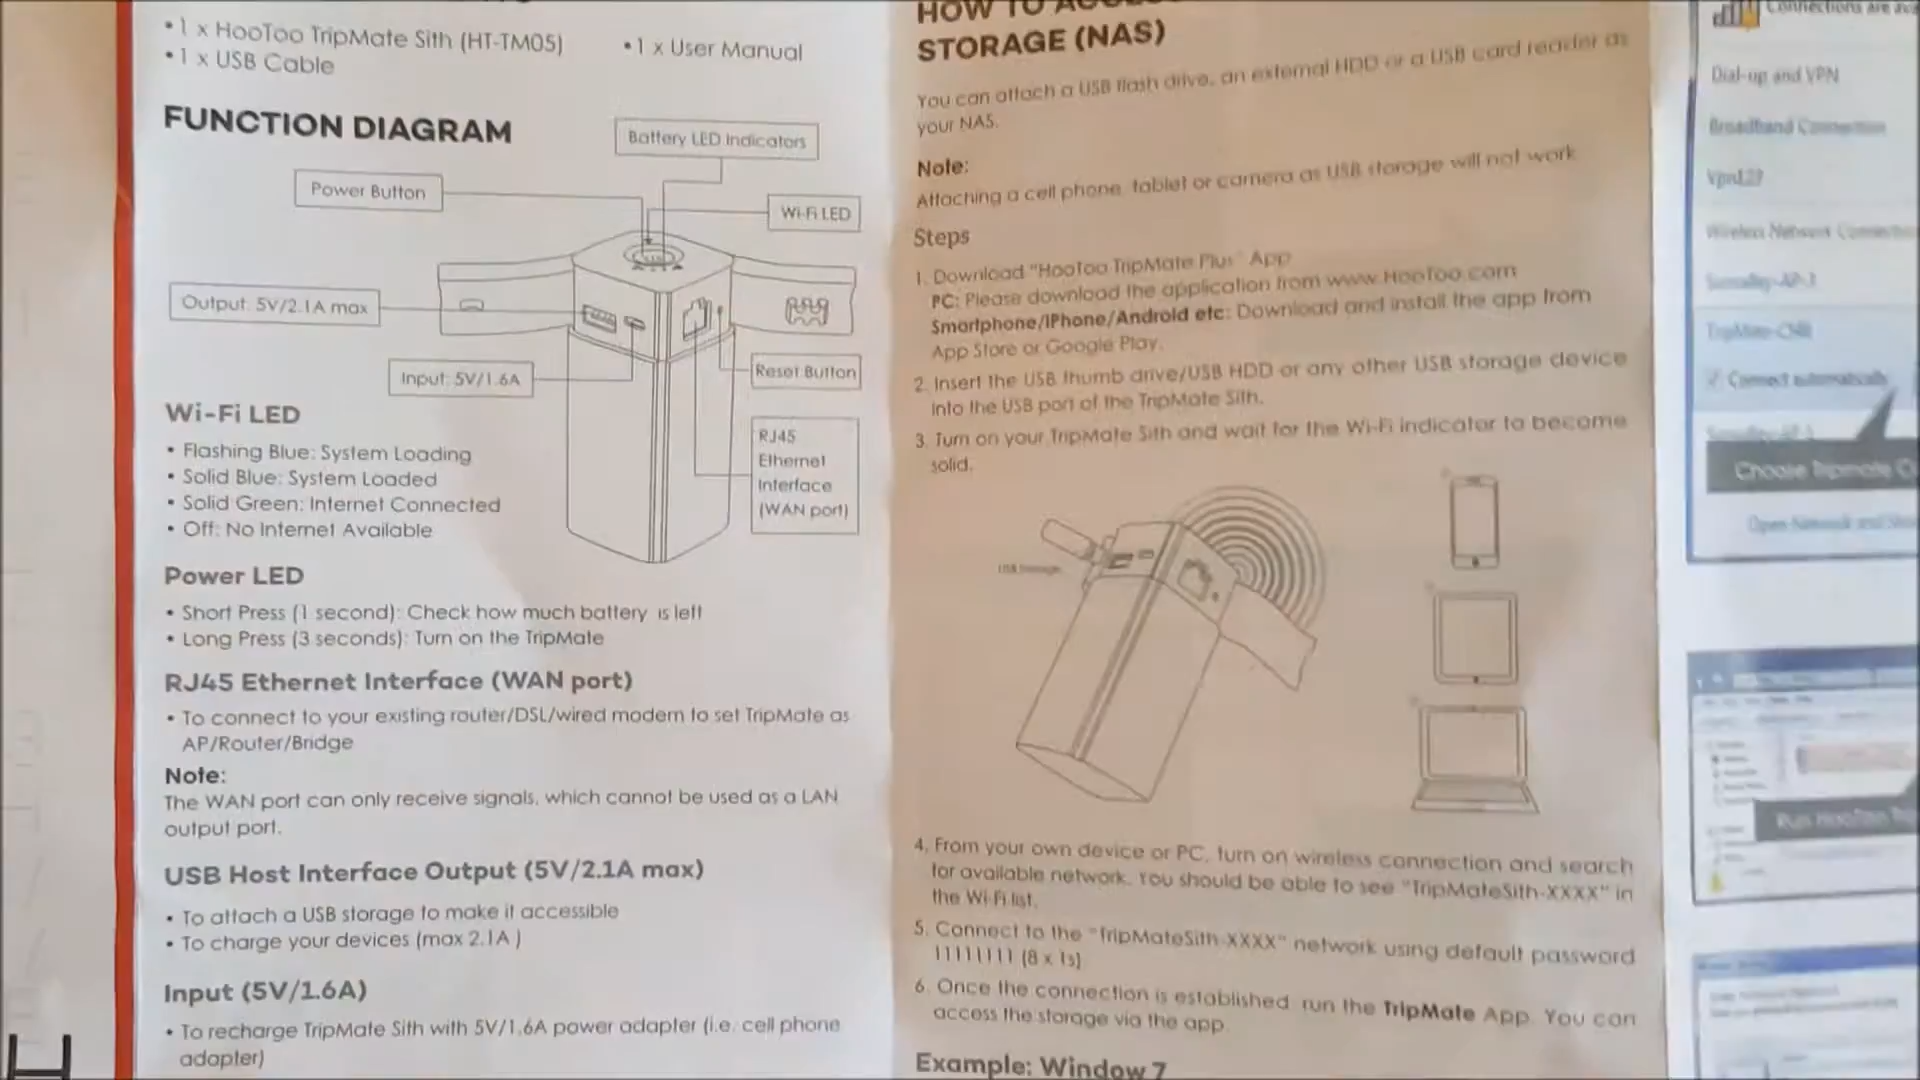 • 1 x HooToo TripMate Sith (HT-TM05)
• 1 x User Manual
• 1 x USB Cable
FUNCTION DIAGRAM
Battery LED Indicators
Power Button
Wi-Fi LED
Output: 5V/2.1A max
Input: 5V/1.6A
Reset Button
RJ45
Ethernet
Interface
(WAN port)
Wi-Fi LED
• Flashing Blue: System Loading
• Solid Blue: System Loaded
• Solid Green: Internet Connected
• Off: No Internet Available
Power LED
• Short Press (1 second): Check how much battery is left
• Long Press (3 seconds): Turn on the TripMate
RJ45 Ethernet Interface (WAN port)
• To connect to your existing router/DSL/wired modem to set TripMate as
AP/Router/Bridge
Note:
The WAN port can only receive signals, which cannot be used as a LAN
output port.
USB Host Interface Output (5V/2.1A max)
• To attach a USB storage to make it accessible
• To charge your devices (max 2.1A )
Input (5V/1.6A)
• To recharge TripMate Sith with 5V/1.6A power adapter (i.e. cell phone
adapter)
HOW TO
STORAGE (NAS)
You can attach a USB flash drive, an external HDD or a USB card reader as
your NAS.
Note:
Attaching a cell phone, tablet or camera as USB storage will not work
Steps
1. Download "HooToo TripMate Plus" App
PC: Please download the application from www.HooToo.com
Smartphone/iPhone/Android etc: Download and install the app from
App Store or Google Play.
2. Insert the USB thumb drive/USB HDD or any other USB storage device
into the USB port of the TripMate Sith.
3. Turn on your TripMate Sith and wait for the Wi-Fi indicator to become
solid.
USB Storage
4. From your own device or PC, turn on wireless connection and search
for available network. You should be able to see "TripMateSith-XXXX" in
the Wi-Fi list.
5. Connect to the "TripMateSith-XXXX" network using default password
11111111 (8 x 1s)
6. Once the connection is established, run the TripMate App. You can
access the storage via the app.
Example: Window 7
Connections are
Dial-up and VPN
Broadband Connection
Wireless Network
Connect automatically
Choose Tripmate
Open Network and